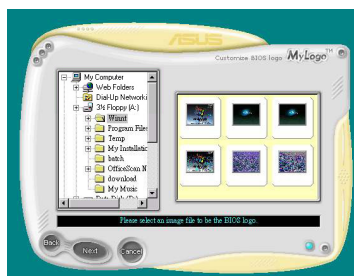 ASUS
Customize BIOS logo MyLogo™
My Computer
Web Folders
Dial-Up Networki
3½ Floppy (A:)
Winnt
Program Files
Temp
My Installatic
batch
OfficeScan N
download
My Music
Please select an image file to be the BIOS logo.
Back
Next
Cancel